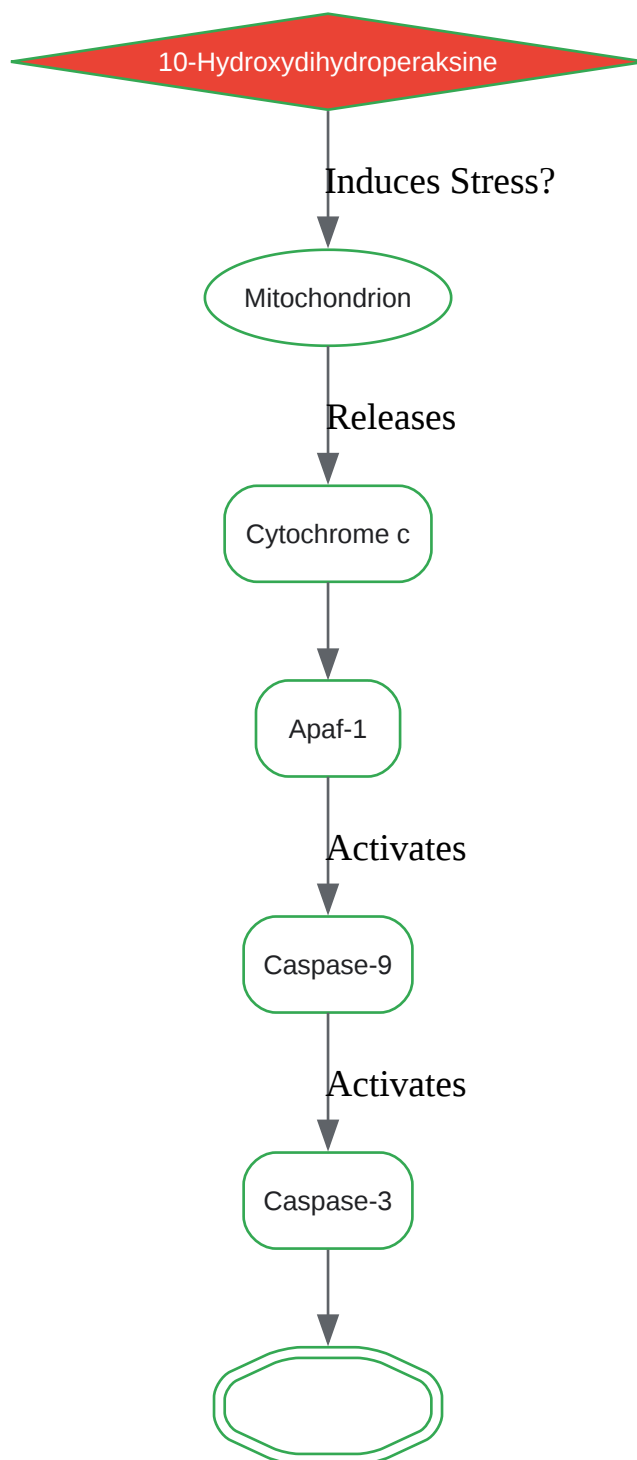 10-Hydroxydihydroperaksine
Induces Stress?
Mitochondrion
Releases
Cytochrome c
Apaf-1
Activates
Caspase-9
Activates
Caspase-3